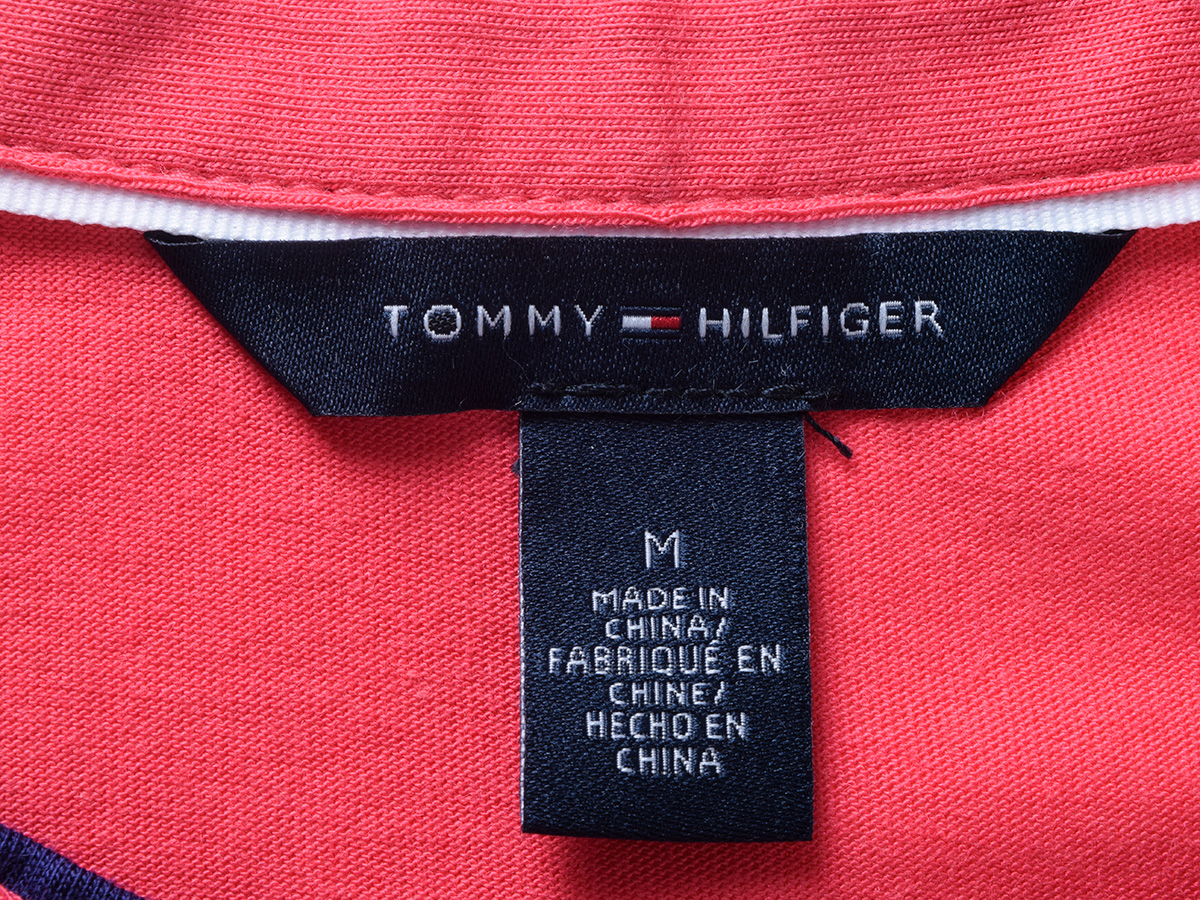 TOMMY HILFIGER
M
MADE IN
CHINA/
FABRIQUÉ EN
CHINE/
HECHO EN
CHINA